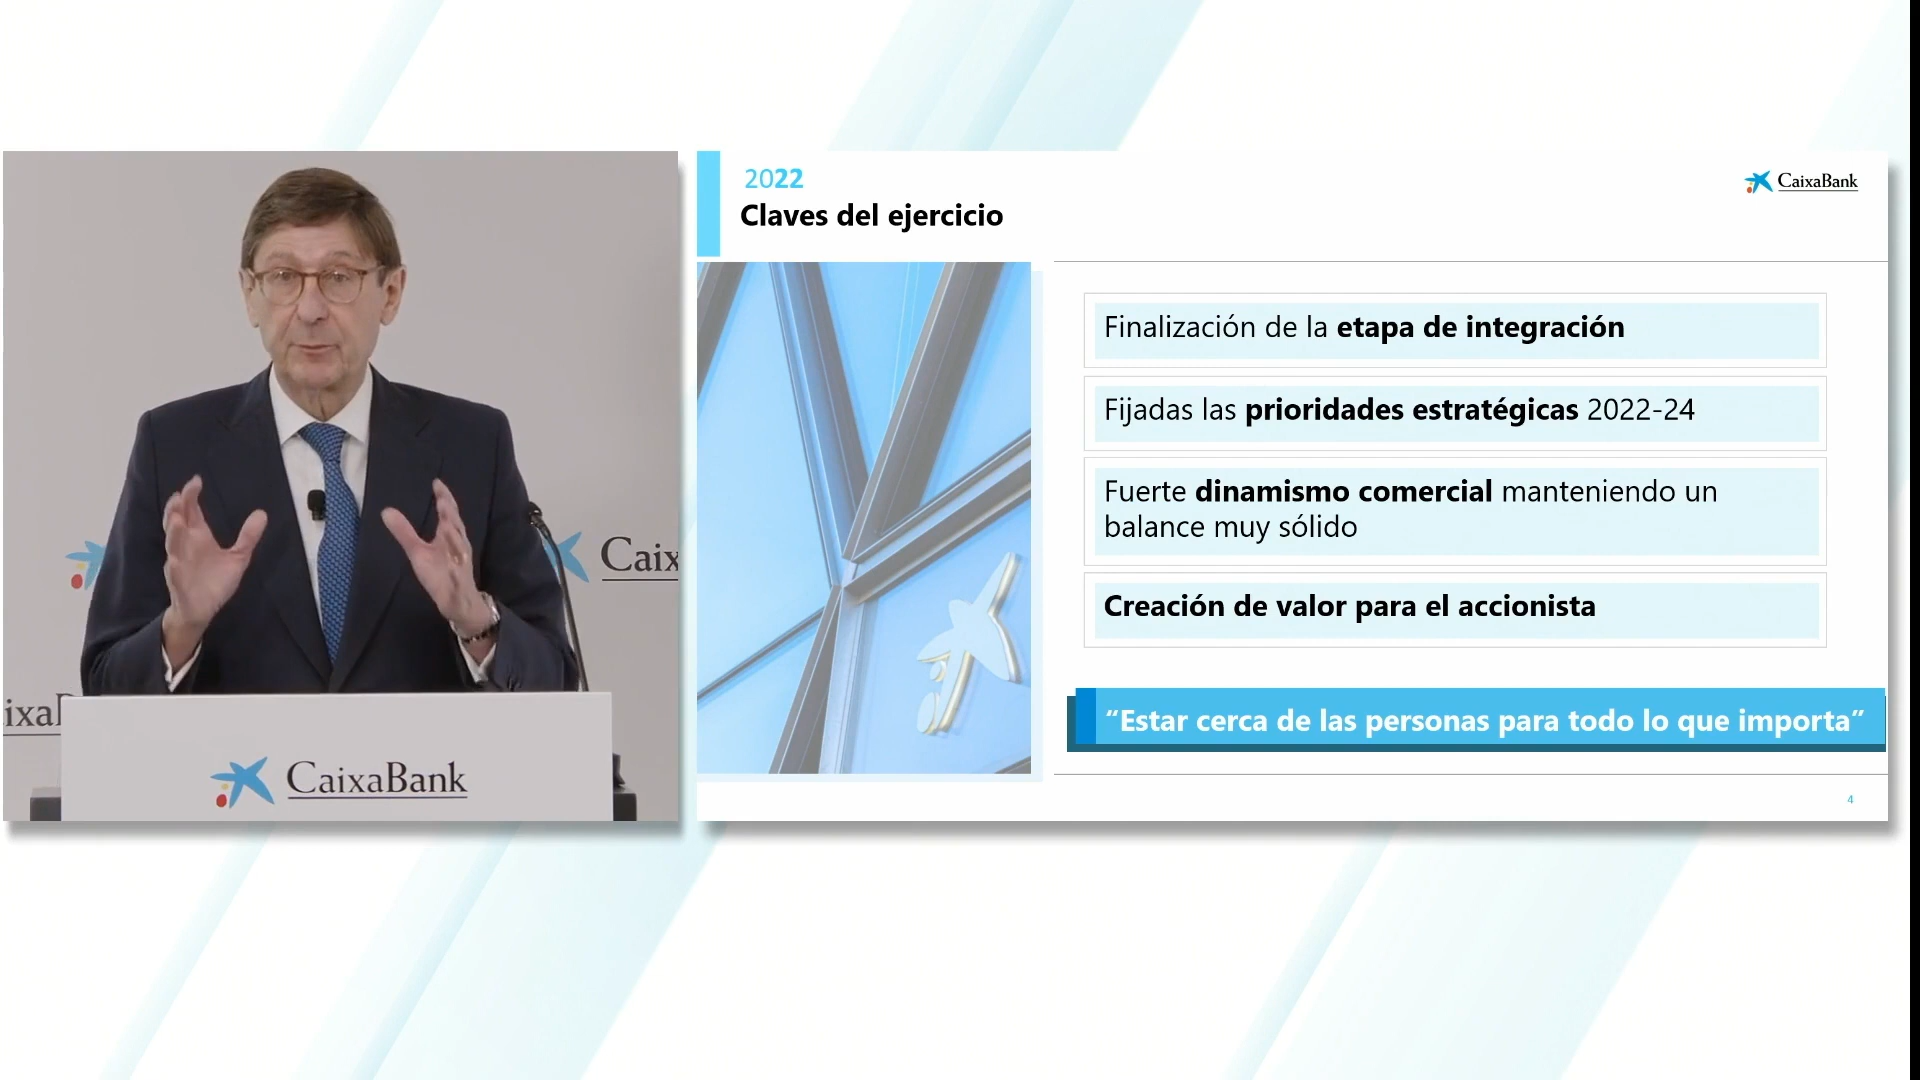 Caix
ixaB
CaixaBank
2022
Claves del ejercicio
CaixaBank
Finalización de la etapa de integración
Fijadas las prioridades estratégicas 2022-24
Fuerte dinamismo comercial manteniendo un
balance muy sólido
Creación de valor para el accionista
“Estar cerca de las personas para todo lo que importa”
4